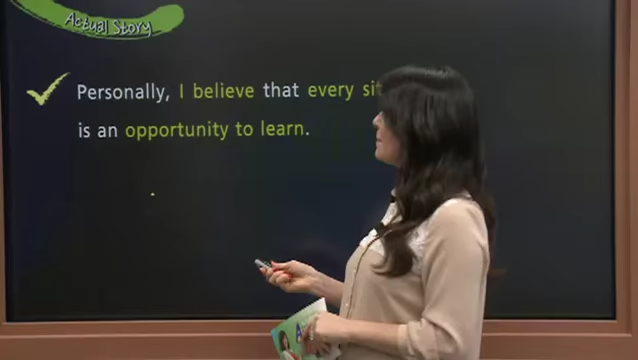 Actual Story
Personally, I believe that every
is an opportunity to learn.